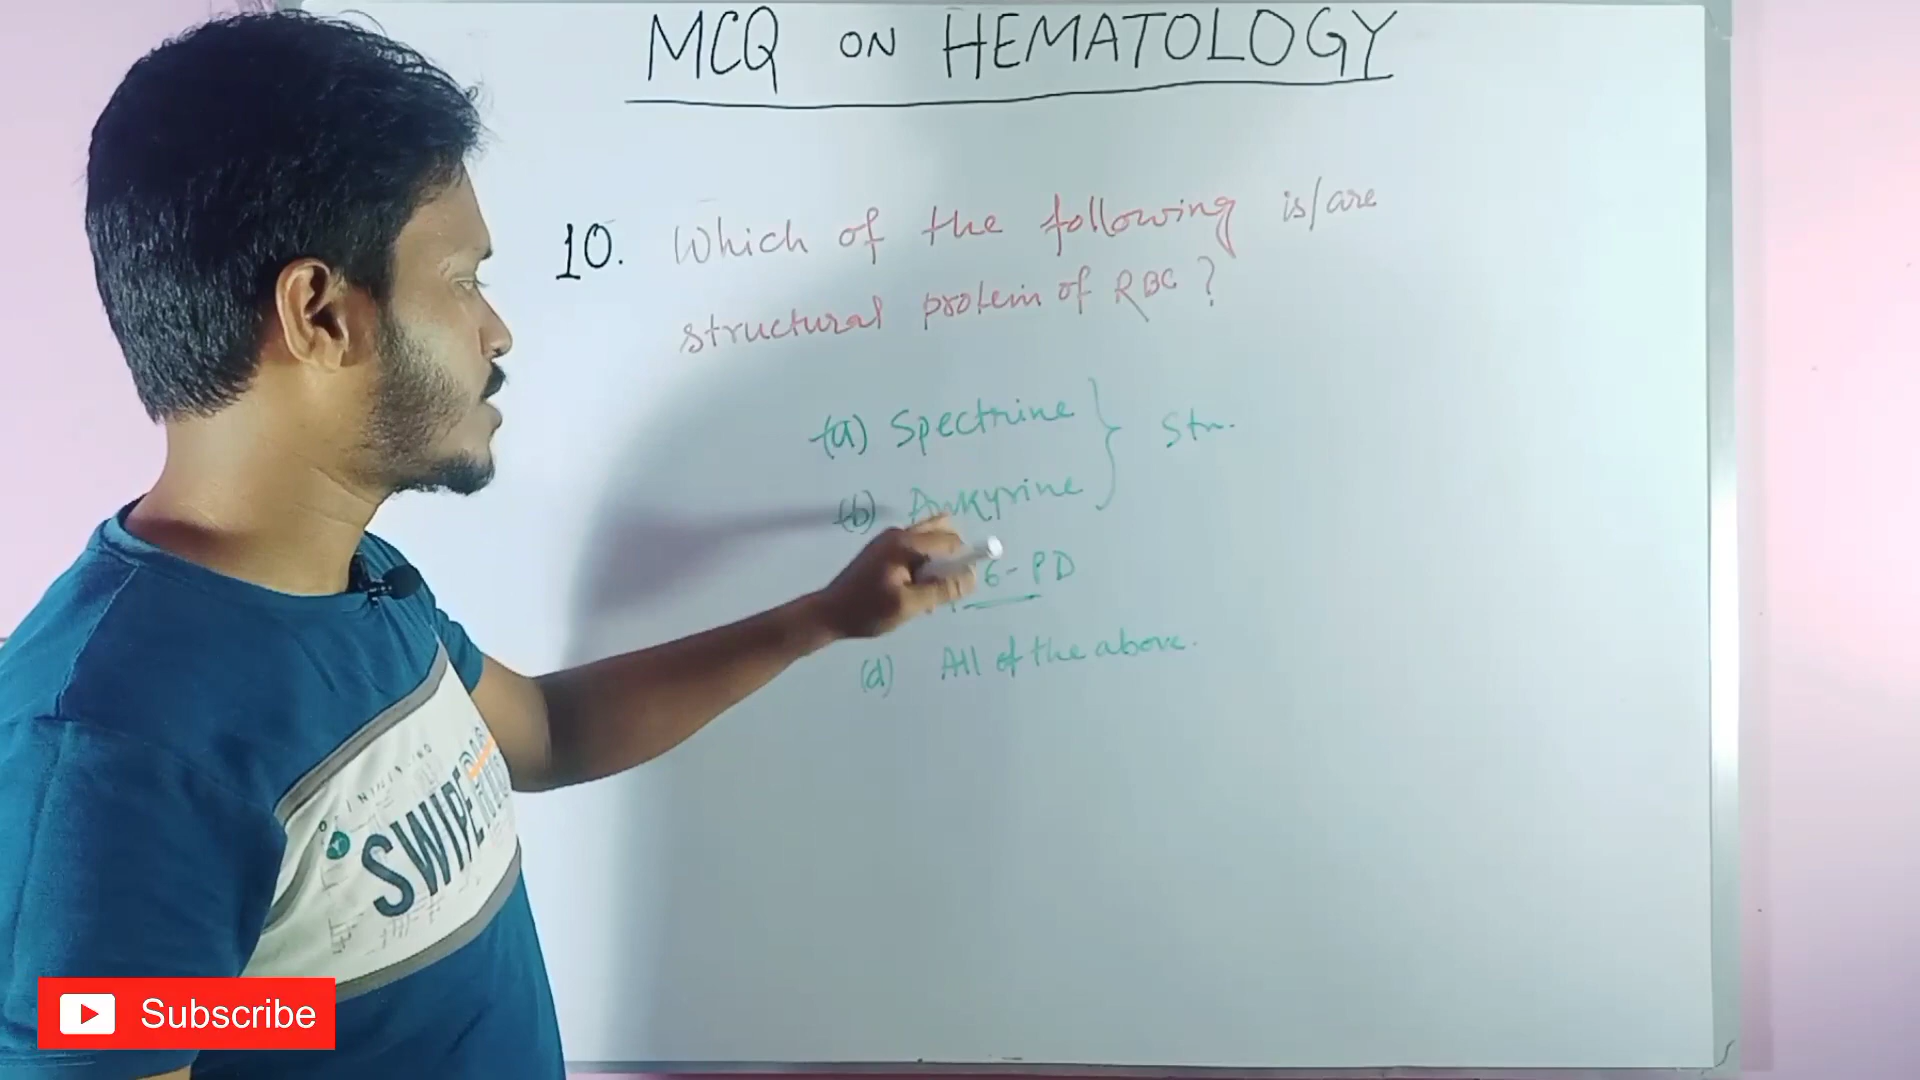 MCQ ON HEMATOLOGY
10. Which of the following is/are
structural protein of RBC ?
(a) Spectrine } Str.
(b) Ankyrine
6-PD
(d) All of the above.
SWIPE
Subscribe